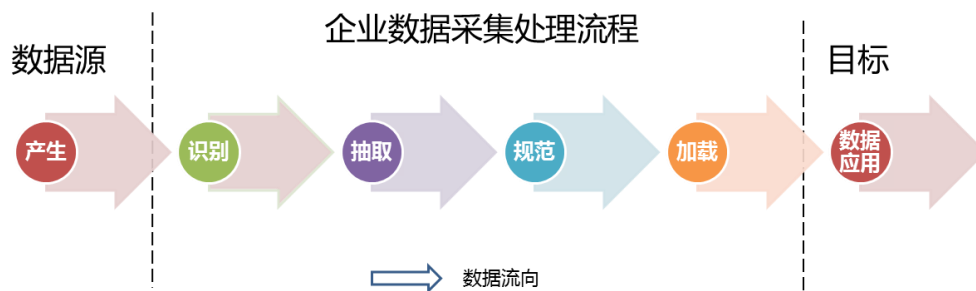 企业数据采集处理流程
数据源
目标
产生
识别
抽取
规范
加载
数据
应用
数据流向